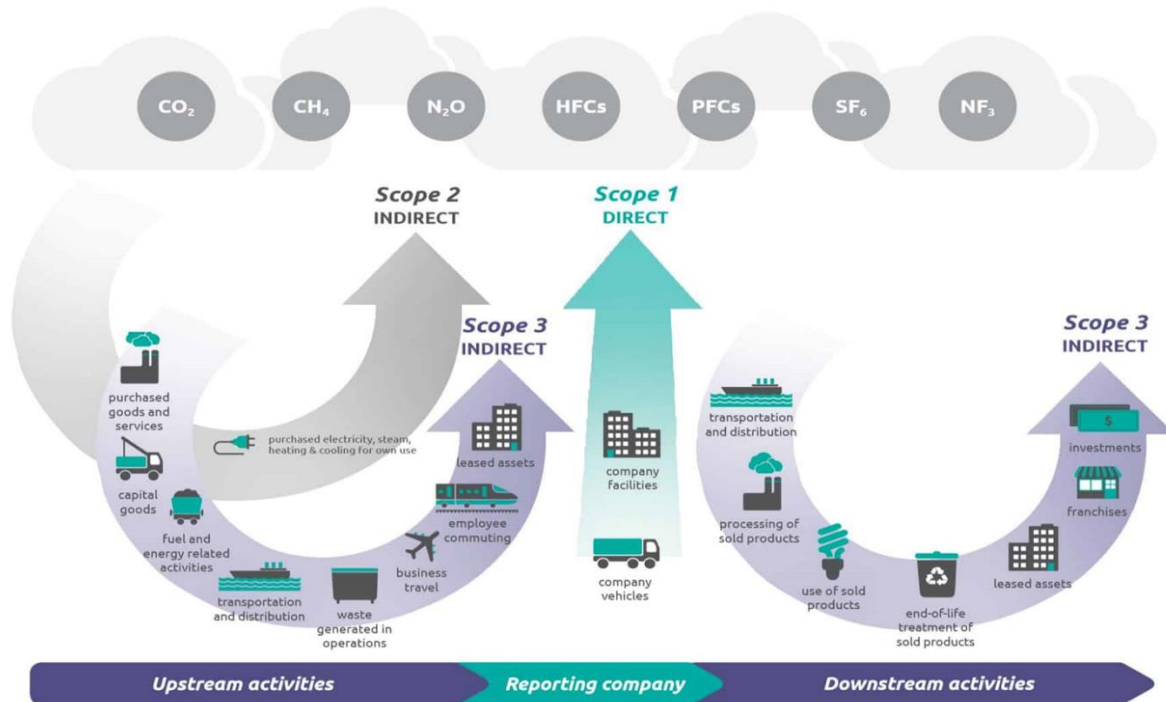 CO₂
CH₄
N₂O
HFCs
PFCs
SF₆
NF₃
Scope 2
INDIRECT
Scope 1
DIRECT
Scope 3
INDIRECT
Scope 3
INDIRECT
purchased
goods and
services
capital
goods
fuel and
energy related
activities
transportation
and distribution
waste
generated in
operations
business
travel
employee
commuting
leased assets
purchased electricity, steam,
heating & cooling for own use
company
facilities
company
vehicles
transportation
and distribution
processing of
sold products
use of sold
products
end-of-life
treatment of
sold products
leased assets
franchises
$
investments
Upstream activities
Reporting company
Downstream activities